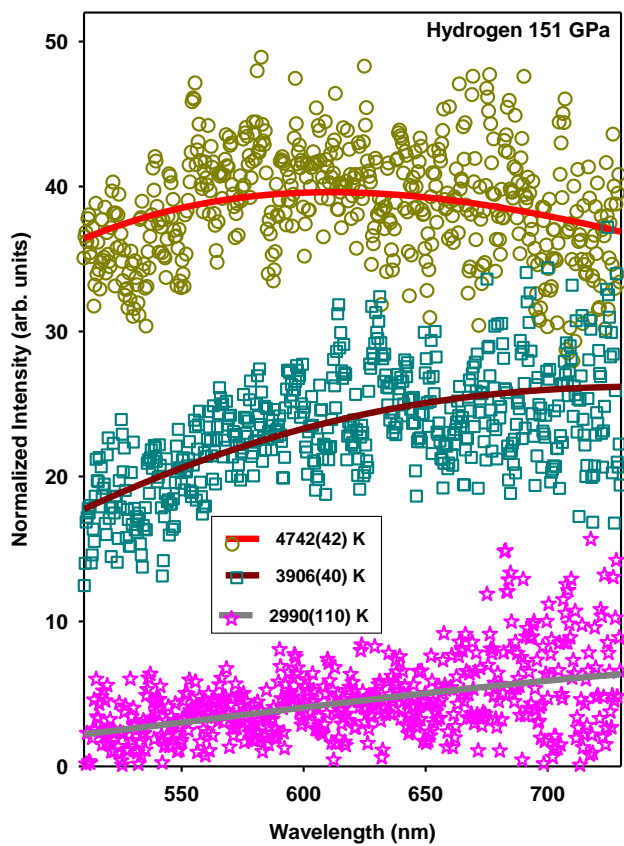 Hydrogen 151 GPa
50
40
30
20
10
0
Normalized Intensity (arb. units)
4742(42) K
3906(40) K
2990(110) K
550
600
650
700
Wavelength (nm)